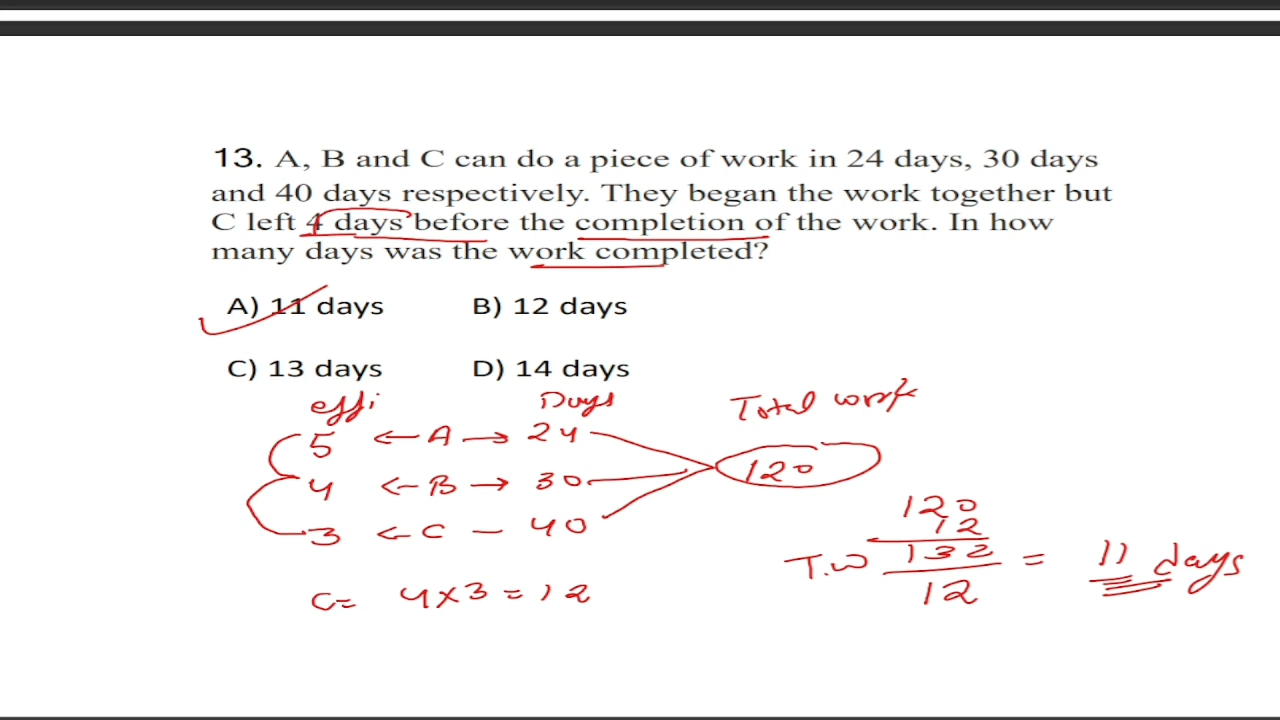 13. A, B and C can do a piece of work in 24 days, 30 days
and 40 days respectively. They began the work together but
C left 4 days before the completion of the work. In how
many days was the work completed?
A) 11 days B) 12 days
C) 13 days D) 14 days
effi Days Total work
5 ← A → 24
4 ← B → 30 120
3 ← C - 40
120
12
T.W 132 = 11 days
12
C = 4 x 3 = 12